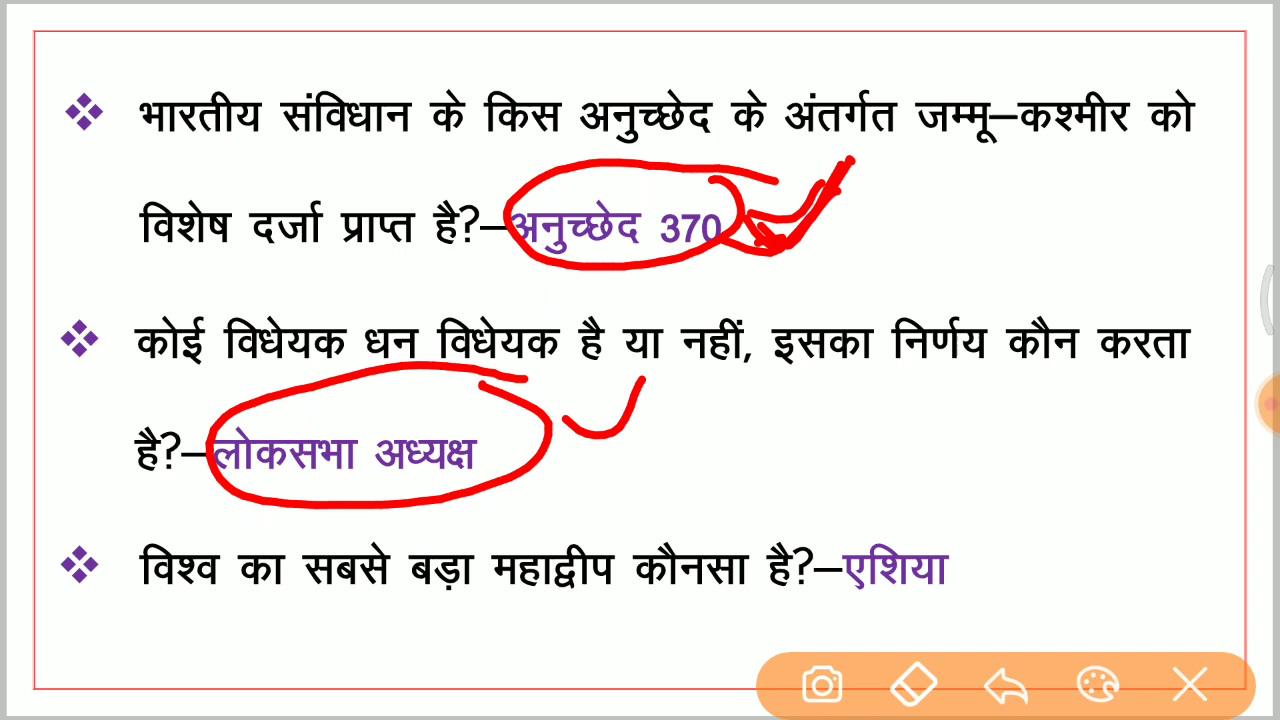 ❖ भारतीय संविधान के किस अनुच्छेद के अंतर्गत जम्मू–कश्मीर को
विशेष दर्जा प्राप्त है?–अनुच्छेद 370
❖ कोई विधेयक धन विधेयक है या नहीं, इसका निर्णय कौन करता
है?–लोकसभा अध्यक्ष
❖ विश्व का सबसे बड़ा महाद्वीप कौनसा है?–एशिया